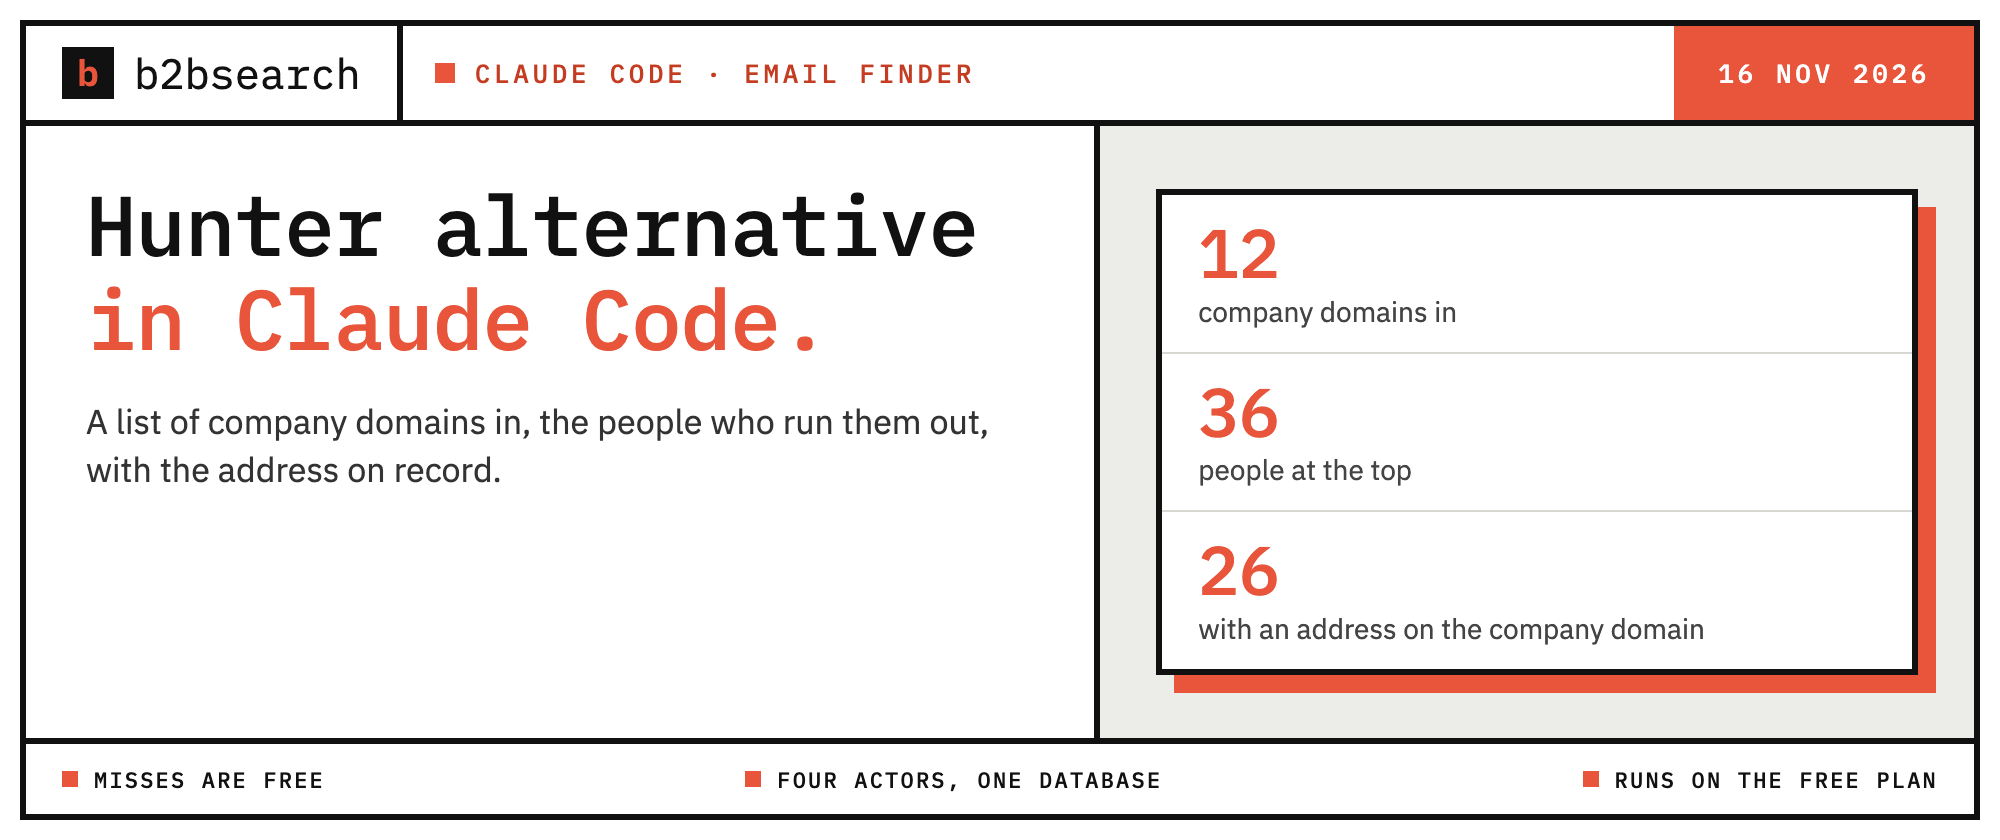 b b2bsearch
CLAUDE CODE · EMAIL FINDER
16 NOV 2026
Hunter alternative
in Claude Code.
A list of company domains in, the people who run them out,
with the address on record.
12
company domains in
36
people at the top
26
with an address on the company domain
MISSES ARE FREE
FOUR ACTORS, ONE DATABASE
RUNS ON THE FREE PLAN